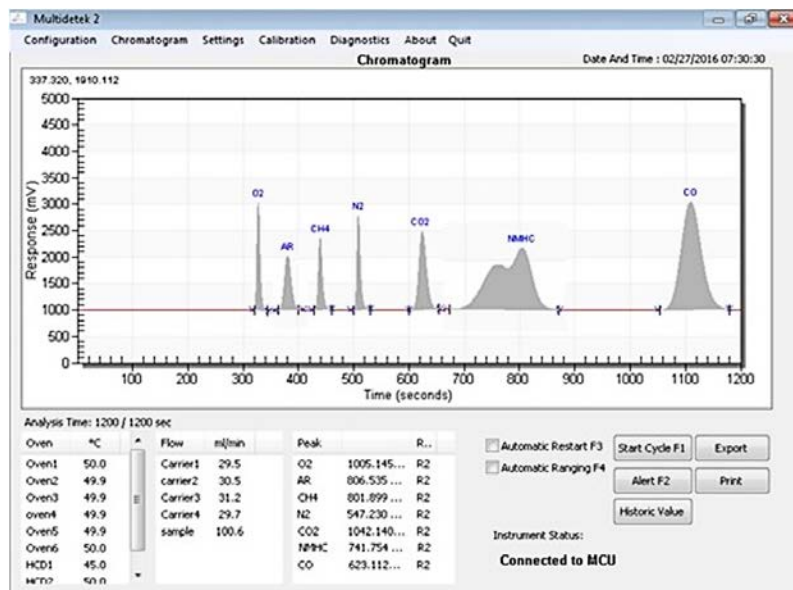 Multidetek 2
Configuration Chromatogram Settings Calibration Diagnostics About Quit
Chromatogram Date And Time : 02/27/2016 07:30:30
337.320, 1910.112
5000
4500
4000
3500
3000
2500
2000
1500
1000
500
0
Response (mV)
O2
AR
CH4
N2
CO2
NMHC
CO
100 200 300 400 500 600 700 800 900 1000 1100 1200
Time (seconds)
Analysis Time: 1200 / 1200 sec
Oven °C Flow ml/min Peak R..
Oven1 50.0 Carrier1 29.5 O2 1005.145... R2
Oven2 49.9 carrier2 30.5 AR 806.535 ... R2
Oven3 49.9 Carrier3 31.2 CH4 801.899 ... R2
oven4 49.9 Carrier4 29.7 N2 547.230 ... R2
Oven5 49.9 sample 100.6 CO2 1042.140... R2
Oven6 50.0 NMHC 741.754 ... R2
HCD1 45.0 CO 623.112... R2
HCD2 50.0
Automatic Restart F3 Start Cycle F1 Export
Automatic Ranging F4 Alert F2 Print
Historic Value
Instrument Status:
Connected to MCU